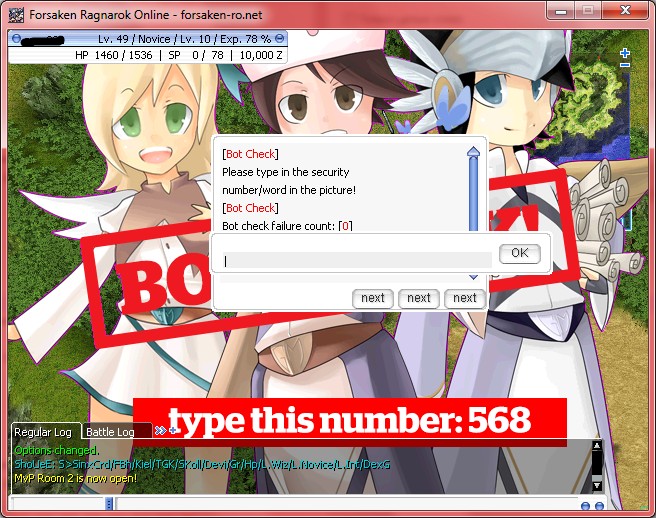 Forsaken Ragnarok Online - forsaken-ro.net
Lv. 49 / Novice / Lv. 10 / Exp. 78 %
HP 1460 / 1536 | SP 0 / 78 | 10,000 Z
[Bot Check]
Please type in the security
number/word in the picture!
[Bot Check]
Bot check failure count: [0]
OK
next next next
BO
type this number: 568
Regular Log Battle Log
Options changed.
ShoUeE: S>SinxCrd/FBh/Kiel/TGK/Skoll/Devi/Gr/Hp/L.Wiz/L.Novice/L.Int/DexG
MvP Room 2 is now open!